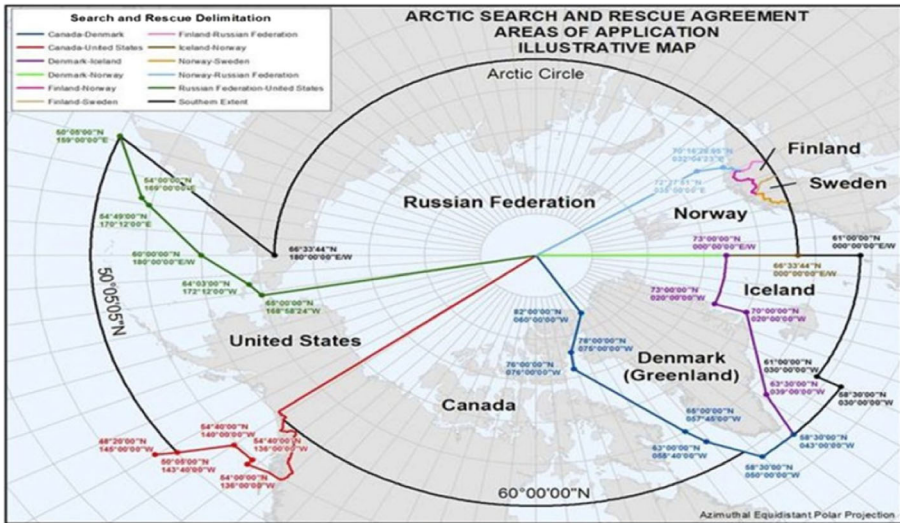 ARCTIC SEARCH AND RESCUE AGREEMENT
AREAS OF APPLICATION
ILLUSTRATIVE MAP
Search and Rescue Delimitation
Canada-Denmark
Canada-United States
Denmark-Iceland
Denmark-Norway
Finland-Norway
Finland-Sweden
Finland-Russian Federation
Iceland-Norway
Norway-Sweden
Norway-Russian Federation
Russian Federation-United States
Southern Extent
Arctic Circle
50°05'05"N
159°00'00"E
54°00'00"N
169°00'00"E
54°49'00"N
170°12'00"E
60°00'00"N
180°00'00"E/W
64°03'00"N
172°12'00"W
65°00'00"N
168°58'24"W
66°33'44"N
180°00'00"E/W
Russian Federation
Finland
Sweden
Norway
73°00'00"N
000°00'00"E/W
61°00'00"N
000°00'00"E/W
66°33'44"N
000°00'00"E/W
Iceland
73°00'00"N
020°00'00"W
70°00'00"N
020°00'00"W
50°05'05"N
United States
82°00'00"N
060°00'00"W
78°00'00"N
075°00'00"W
76°00'00"N
076°00'00"W
Denmark
(Greenland)
61°00'00"N
030°00'00"W
63°30'00"N
039°00'00"W
58°30'00"N
030°00'00"W
Canada
65°00'00"N
057°45'00"W
63°00'00"N
058°40'00"W
58°30'00"N
043°00'00"W
58°30'00"N
050°00'00"W
48°20'00"N
145°00'00"W
50°05'00"N
143°40'00"W
54°40'00"N
140°00'00"W
54°40'00"N
136°00'00"W
54°00'00"N
136°00'00"W
60°00'00"N
Azimuthal Equidistant Polar Projection